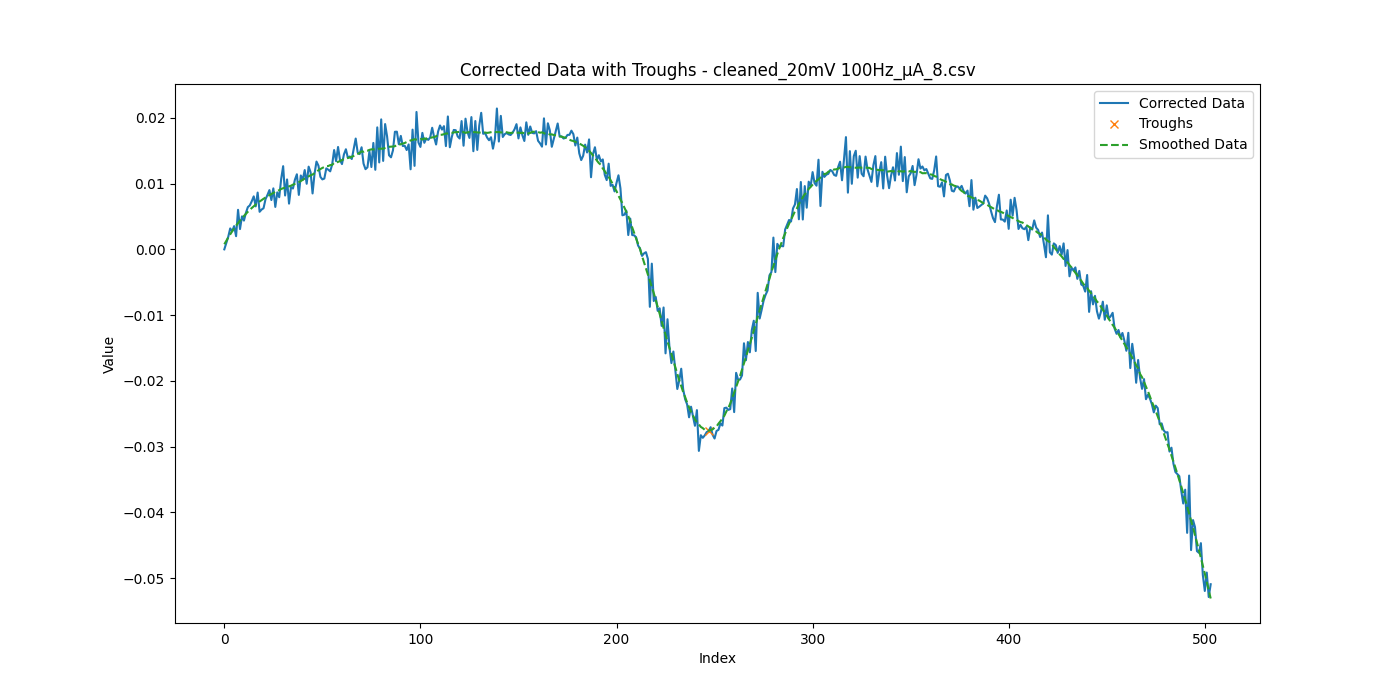 Corrected Data with Troughs - cleaned_20mV 100Hz_μA_8.csv
Corrected Data
Troughs
Smoothed Data
0.02
0.01
0.00
−0.01
−0.02
−0.03
−0.04
−0.05
Value
0 100 200 300 400 500
Index